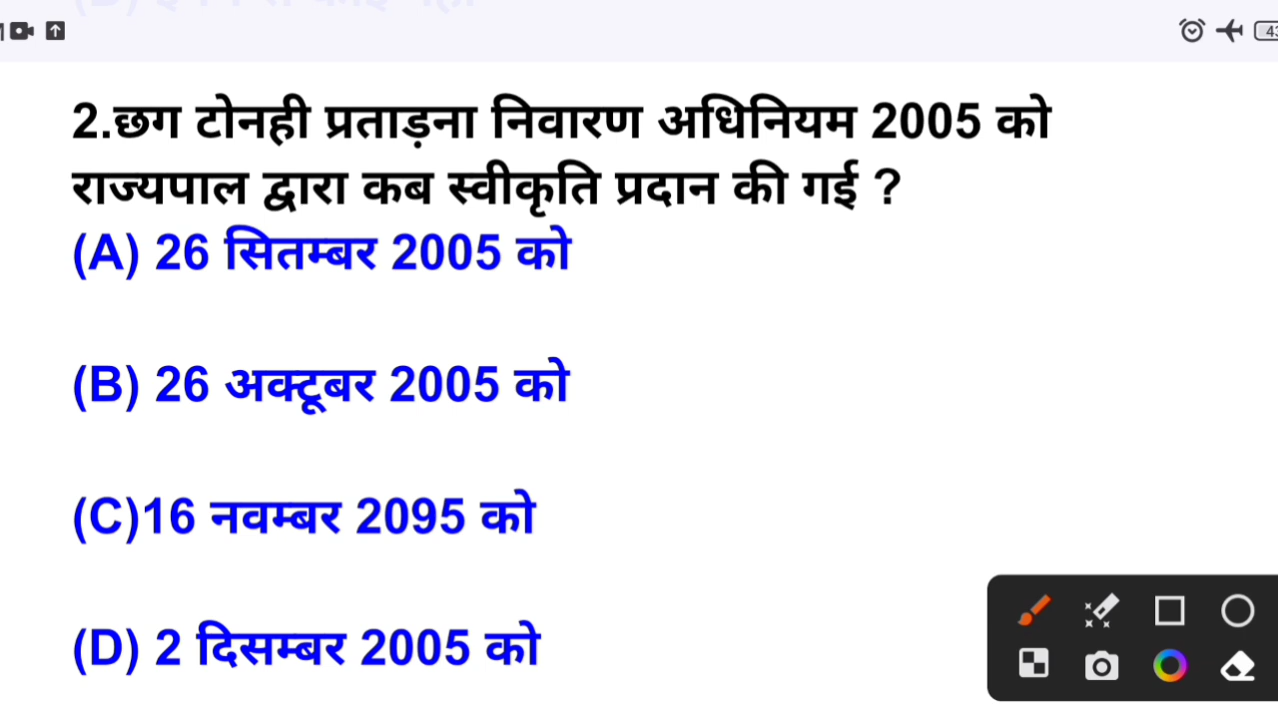 2.छग टोनही प्रताड़ना निवारण अधिनियम 2005 को
राज्यपाल द्वारा कब स्वीकृति प्रदान की गई ?
(A) 26 सितम्बर 2005 को
(B) 26 अक्टूबर 2005 को
(C)16 नवम्बर 2095 को
(D) 2 दिसम्बर 2005 को